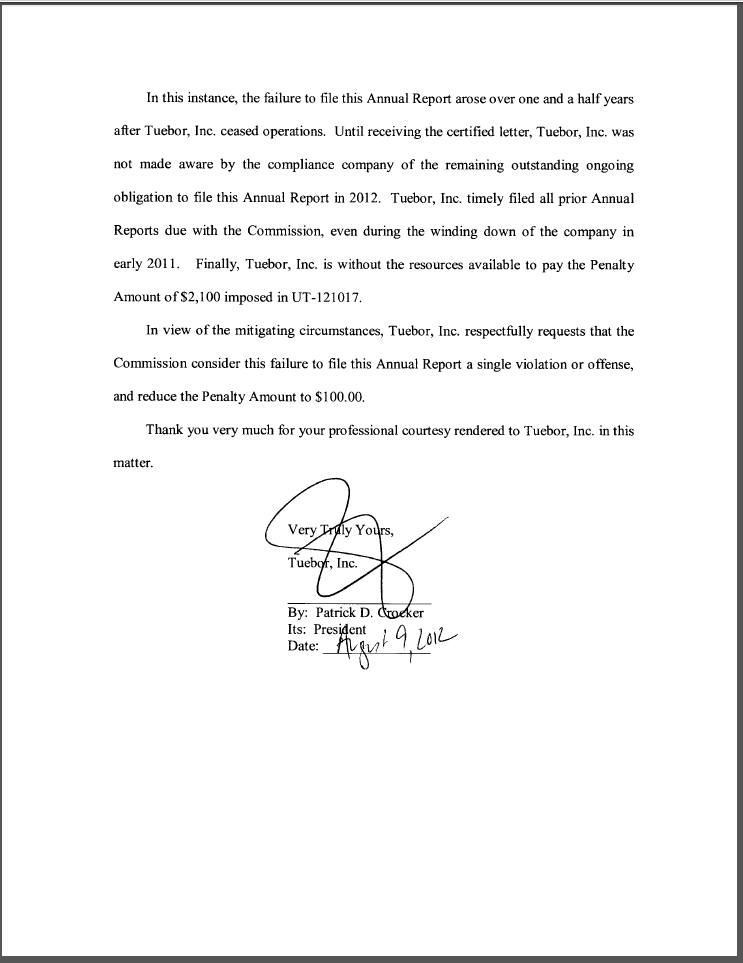 In this instance, the failure to file this Annual Report arose over one and a half years
after Tuebor, Inc. ceased operations. Until receiving the certified letter, Tuebor, Inc. was
not made aware by the compliance company of the remaining outstanding ongoing
obligation to file this Annual Report in 2012. Tuebor, Inc. timely filed all prior Annual
Reports due with the Commission, even during the winding down of the company in
early 2011. Finally, Tuebor, Inc. is without the resources available to pay the Penalty
Amount of $2,100 imposed in UT-121017.
In view of the mitigating circumstances, Tuebor, Inc. respectfully requests that the
Commission consider this failure to file this Annual Report a single violation or offense,
and reduce the Penalty Amount to $100.00.
Thank you very much for your professional courtesy rendered to Tuebor, Inc. in this
matter.
Very Truly Yours,
Tuebor, Inc.
By: Patrick D. Crocker
Its: President
Date: August 9, 2012